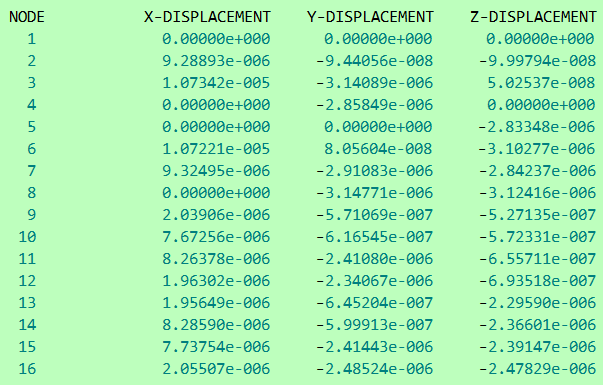 NODE X-DISPLACEMENT Y-DISPLACEMENT Z-DISPLACEMENT
1 0.00000e+000 0.00000e+000 0.00000e+000
2 9.28893e-006 -9.44056e-008 -9.99794e-008
3 1.07342e-005 -3.14089e-006 5.02537e-008
4 0.00000e+000 -2.85849e-006 0.00000e+000
5 0.00000e+000 0.00000e+000 -2.83348e-006
6 1.07221e-005 8.05604e-008 -3.10277e-006
7 9.32495e-006 -2.91083e-006 -2.84237e-006
8 0.00000e+000 -3.14771e-006 -3.12416e-006
9 2.03906e-006 -5.71069e-007 -5.27135e-007
10 7.67256e-006 -6.16545e-007 -5.72331e-007
11 8.26378e-006 -2.41080e-006 -6.55711e-007
12 1.96302e-006 -2.34067e-006 -6.93518e-007
13 1.95649e-006 -6.45204e-007 -2.29590e-006
14 8.28590e-006 -5.99913e-007 -2.36601e-006
15 7.73754e-006 -2.41443e-006 -2.39147e-006
16 2.05507e-006 -2.48524e-006 -2.47829e-006